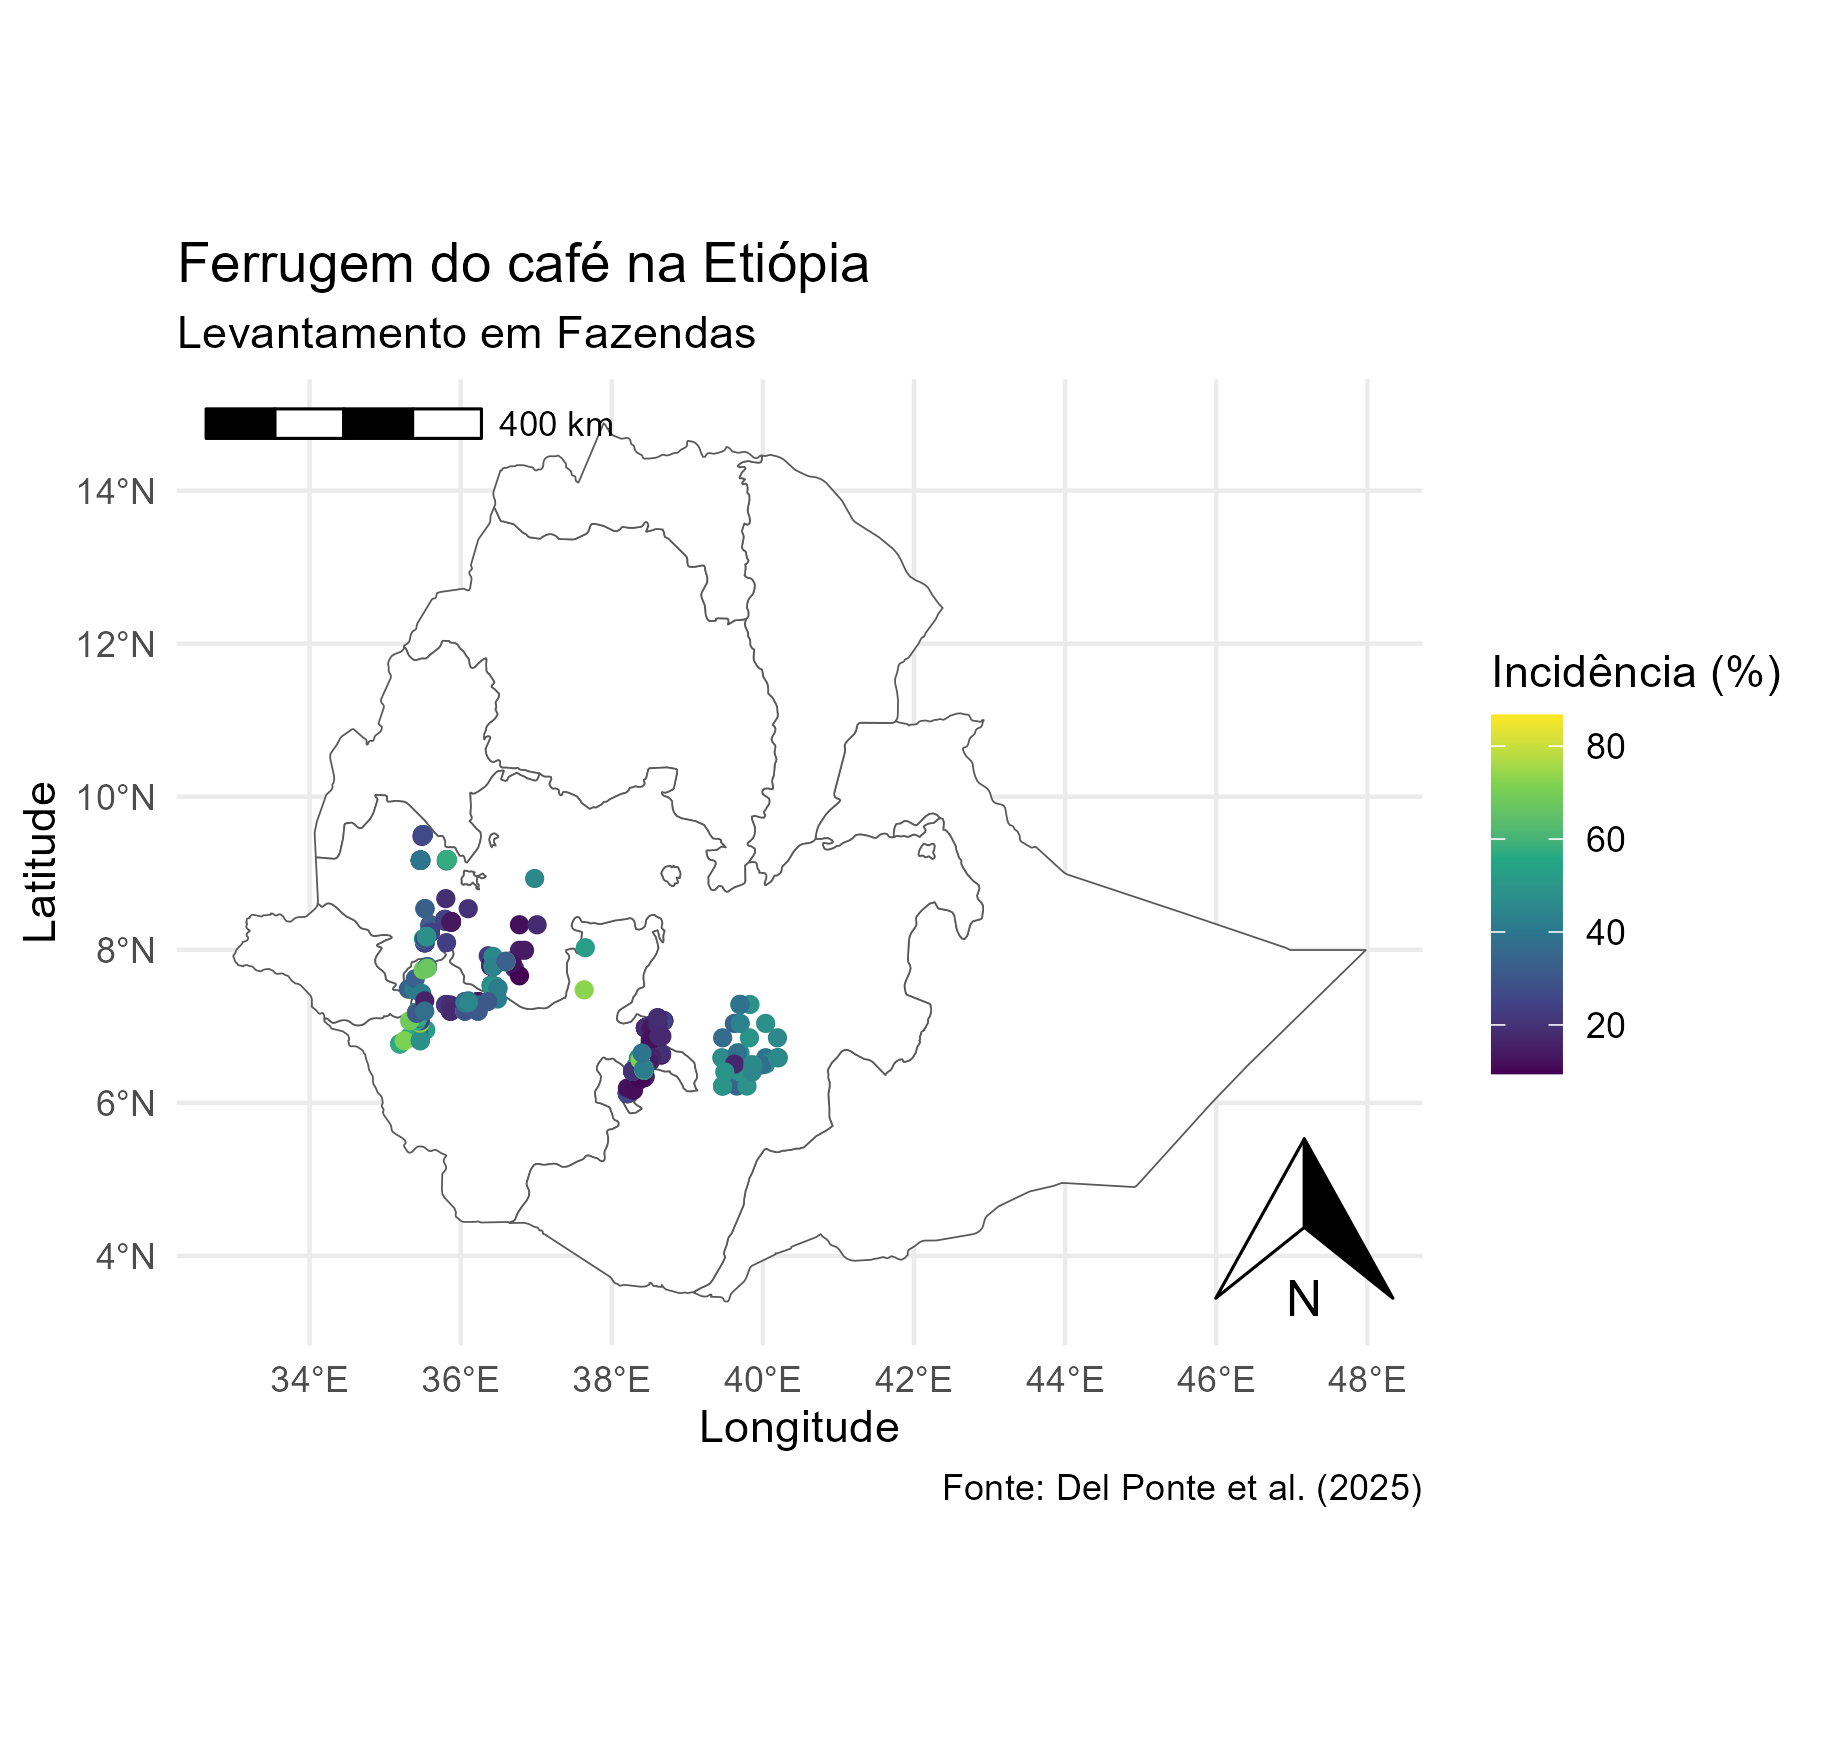 Ferrugem do café na Etiópia
Levantamento em Fazendas
400 km
14°N
12°N
10°N
8°N
6°N
4°N
Latitude
34°E 36°E 38°E 40°E 42°E 44°E 46°E 48°E
Longitude
N
Incidência (%)
80
60
40
20
Fonte: Del Ponte et al. (2025)